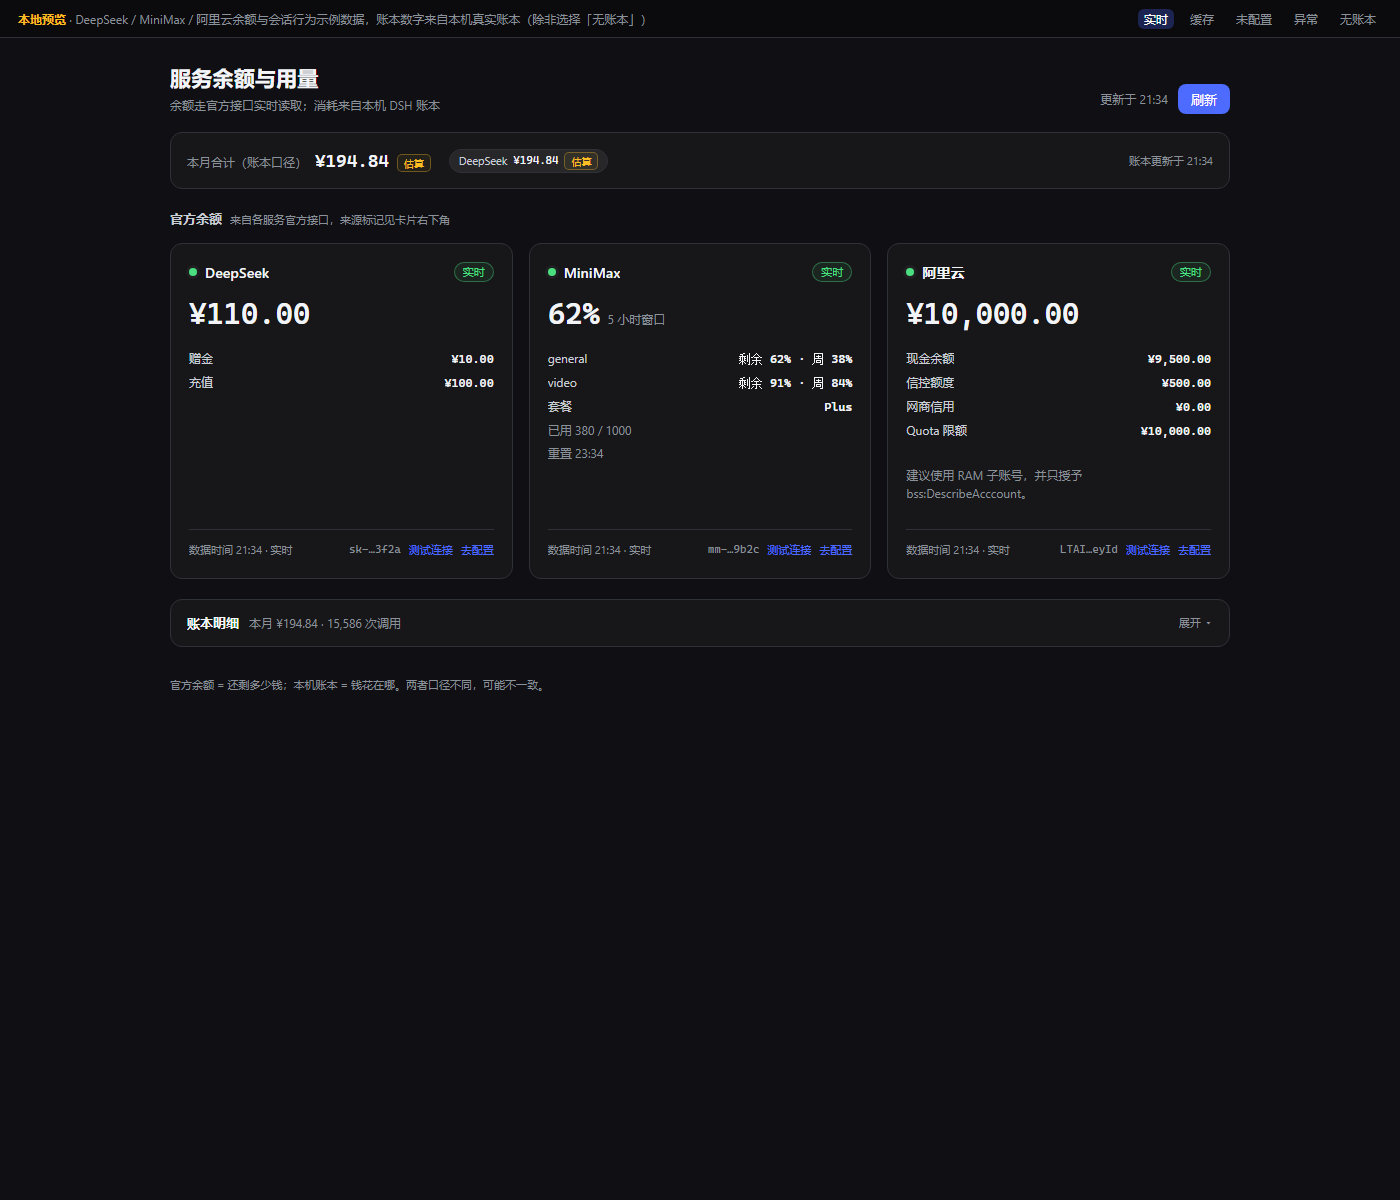 本地预览 · DeepSeek / MiniMax / 阿里云余额与会话行为示例数据，账本数字来自本机真实账本（除非选择「无账本」）
实时 缓存 未配置 异常 无账本
服务余额与用量
余额走官方接口实时读取；消耗来自本机 DSH 账本
更新于 21:34 刷新
本月合计（账本口径） ¥194.84 估算 DeepSeek ¥194.84 估算 账本更新于 21:34
官方余额 来自各服务官方接口，来源标记见卡片右下角
DeepSeek 实时
¥110.00
赠金 ¥10.00
充值 ¥100.00
数据时间 21:34 · 实时 sk-…3f2a 测试连接 去配置
MiniMax 实时
62% 5 小时窗口
general 剩余 62% · 周 38%
video 剩余 91% · 周 84%
套餐 Plus
已用 380 / 1000
重置 23:34
数据时间 21:34 · 实时 mm-…9b2c 测试连接 去配置
阿里云 实时
¥10,000.00
现金余额 ¥9,500.00
信控额度 ¥500.00
网商信用 ¥0.00
Quota 限额 ¥10,000.00
建议使用 RAM 子账号，并只授予
bss:DescribeAcccount。
数据时间 21:34 · 实时 LTAI…eyId 测试连接 去配置
账本明细 本月 ¥194.84 · 15,586 次调用 展开
官方余额 = 还剩多少钱；本机账本 = 钱花在哪。两者口径不同，可能不一致。